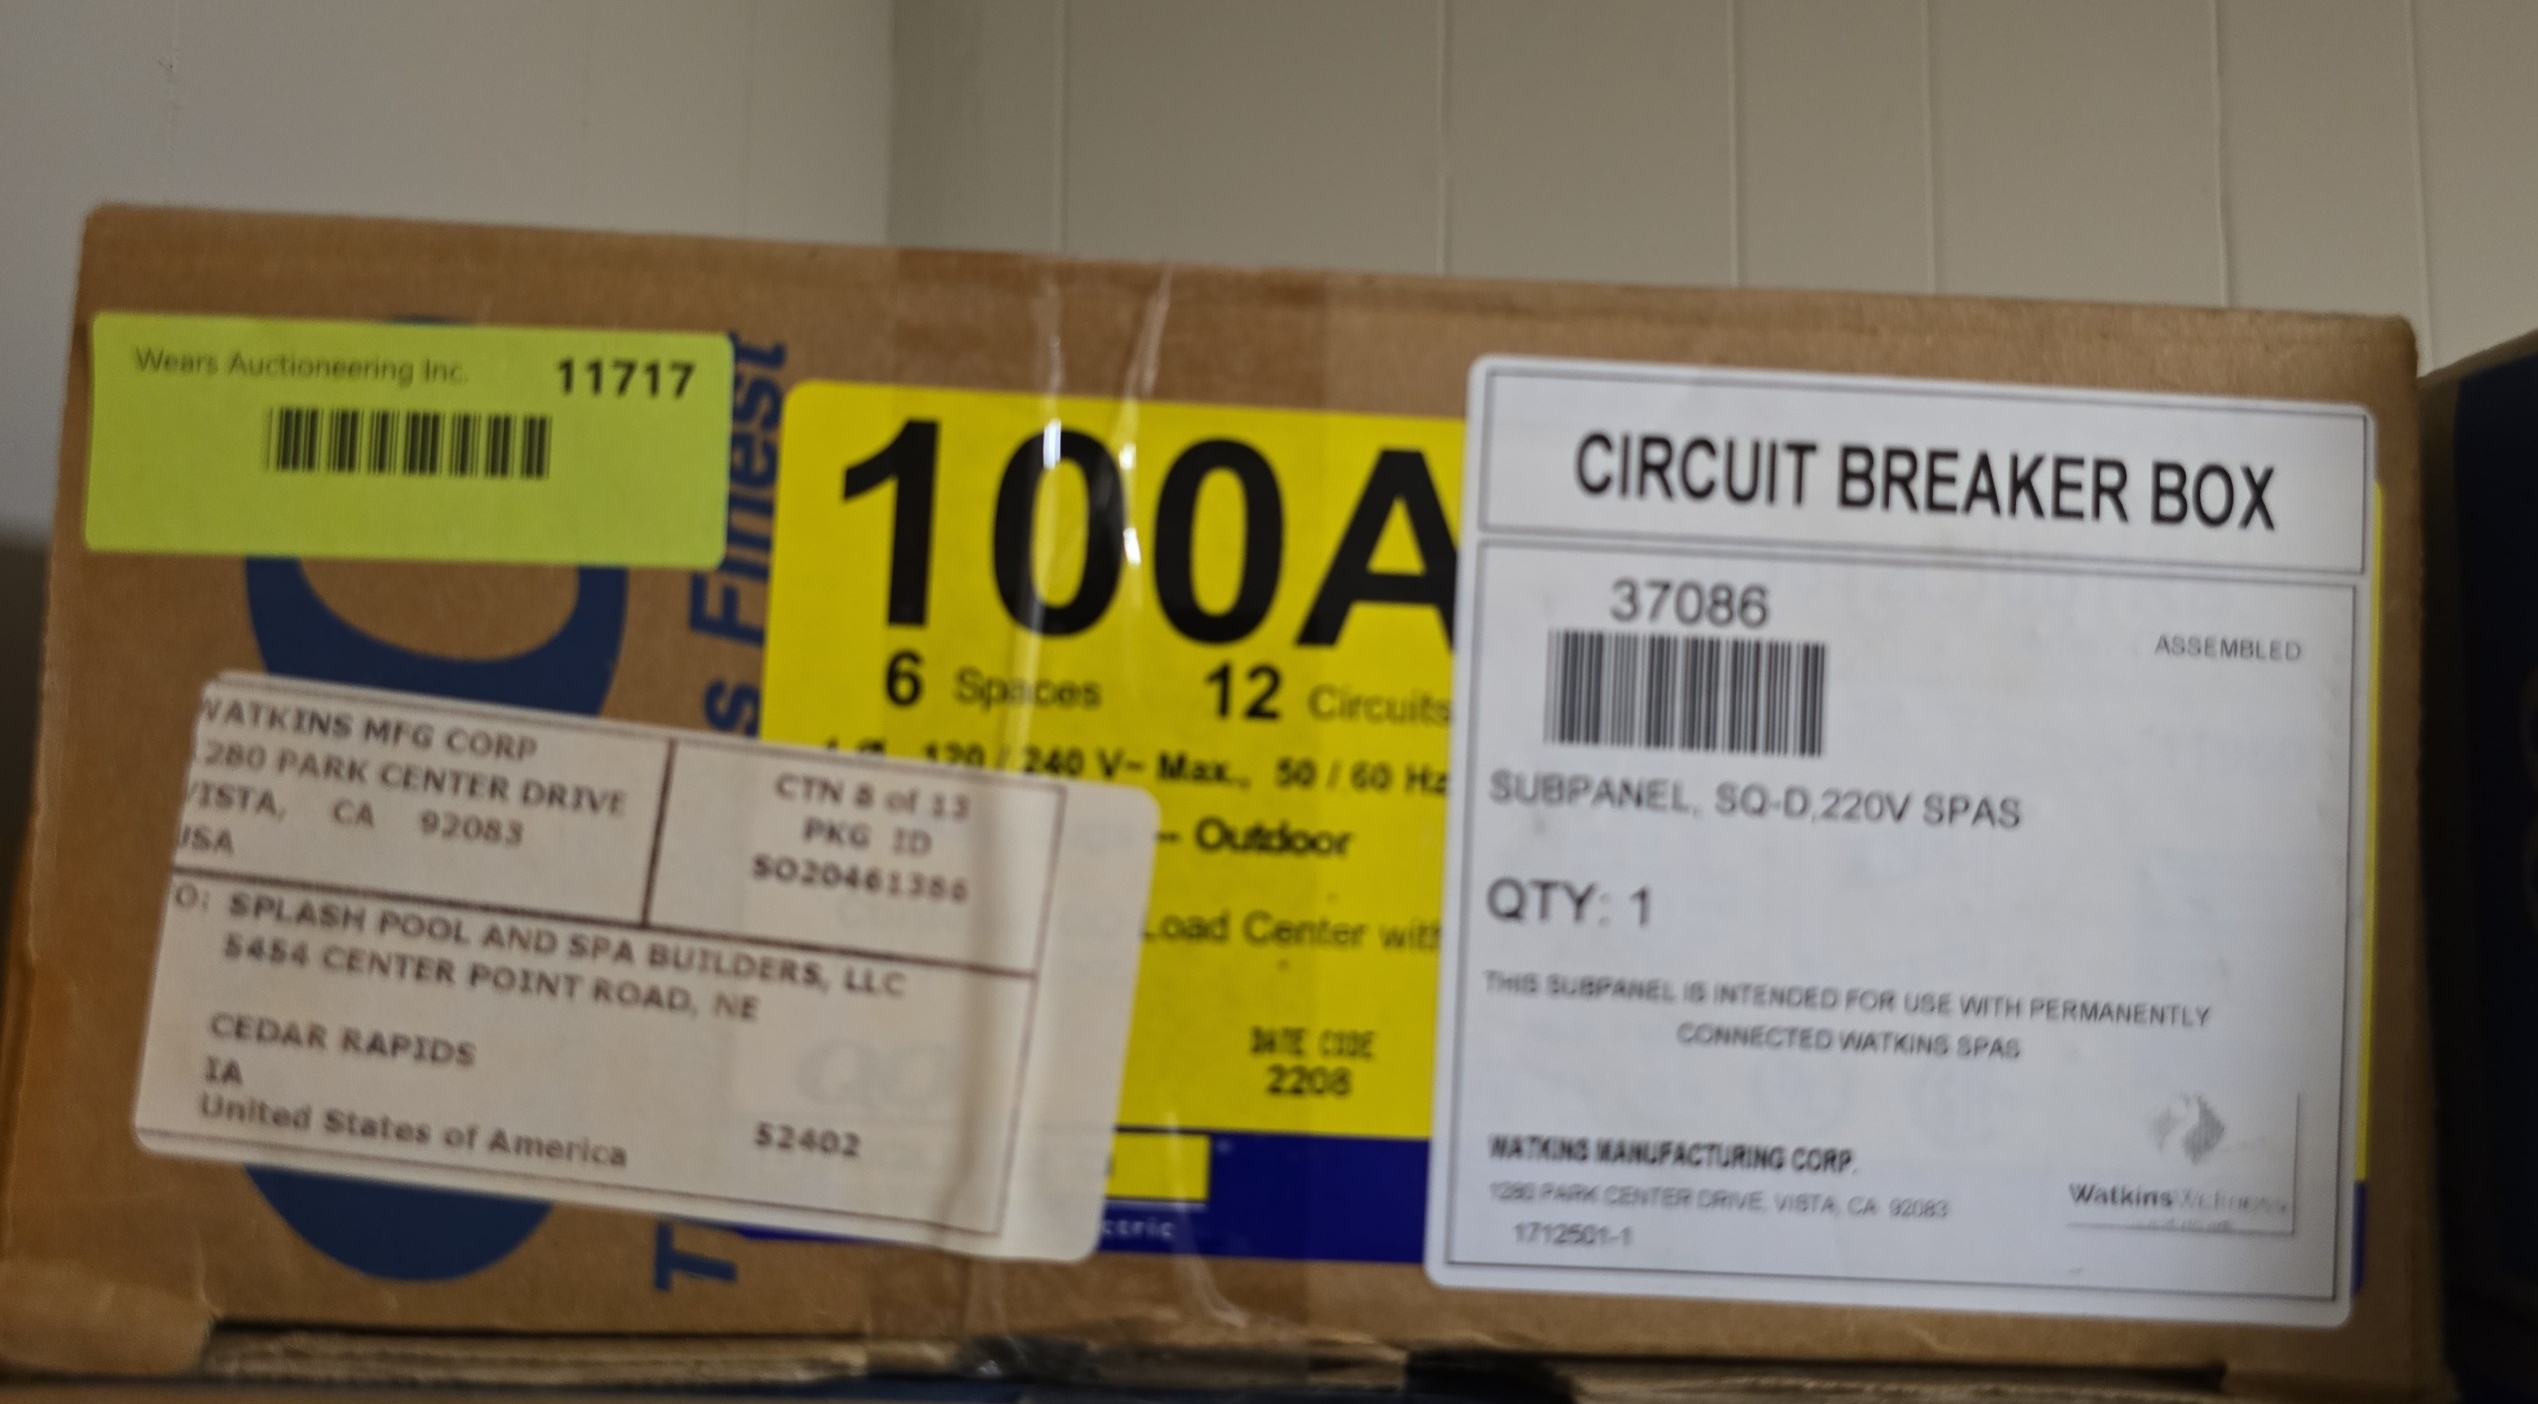 Wears Auctioneering Inc. 11717
s Finest
T
100A
6 Spaces 12 Circuits
120 / 240 V~ Max., 50 / 60 Hz
- Outdoor
Load Center with
DATE CODE
2208
ctric
WATKINS MFG CORP
1280 PARK CENTER DRIVE
VISTA, CA 92083
USA
CTN 8 of 13
PKG ID
SO20461386
O: SPLASH POOL AND SPA BUILDERS, LLC
5454 CENTER POINT ROAD, NE
CEDAR RAPIDS
IA
United States of America 52402
CIRCUIT BREAKER BOX
37086
ASSEMBLED
SUBPANEL, SQ-D,220V SPAS
QTY: 1
THIS SUBPANEL IS INTENDED FOR USE WITH PERMANENTLY
CONNECTED WATKINS SPAS
WATKINS MANUFACTURING CORP.
1280 PARK CENTER DRIVE, VISTA, CA 92083
1712501-1
Watkins Wellness